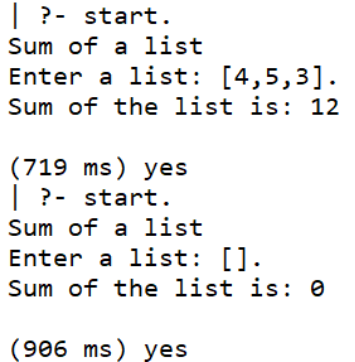 | ?- start.
Sum of a list
Enter a list: [4,5,3].
Sum of the list is: 12

(719 ms) yes
| ?- start.
Sum of a list
Enter a list: [].
Sum of the list is: 0

(906 ms) yes